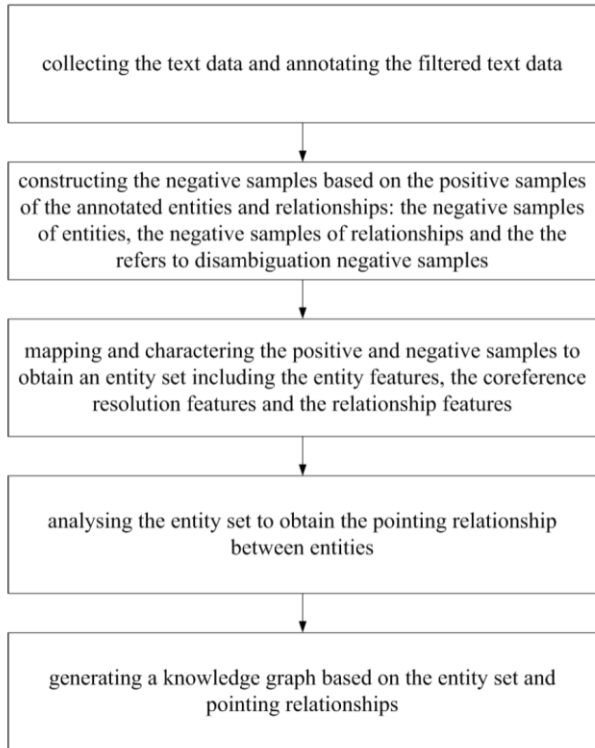 collecting the text data and annotating the filtered text data
constructing the negative samples based on the positive samples
of the annotated entities and relationships: the negative samples
of entities, the negative samples of relationships and the the
refers to disambiguation negative samples
mapping and charactering the positive and negative samples to
obtain an entity set including the entity features, the coreference
resolution features and the relationship features
analysing the entity set to obtain the pointing relationship
between entities
generating a knowledge graph based on the entity set and
pointing relationships